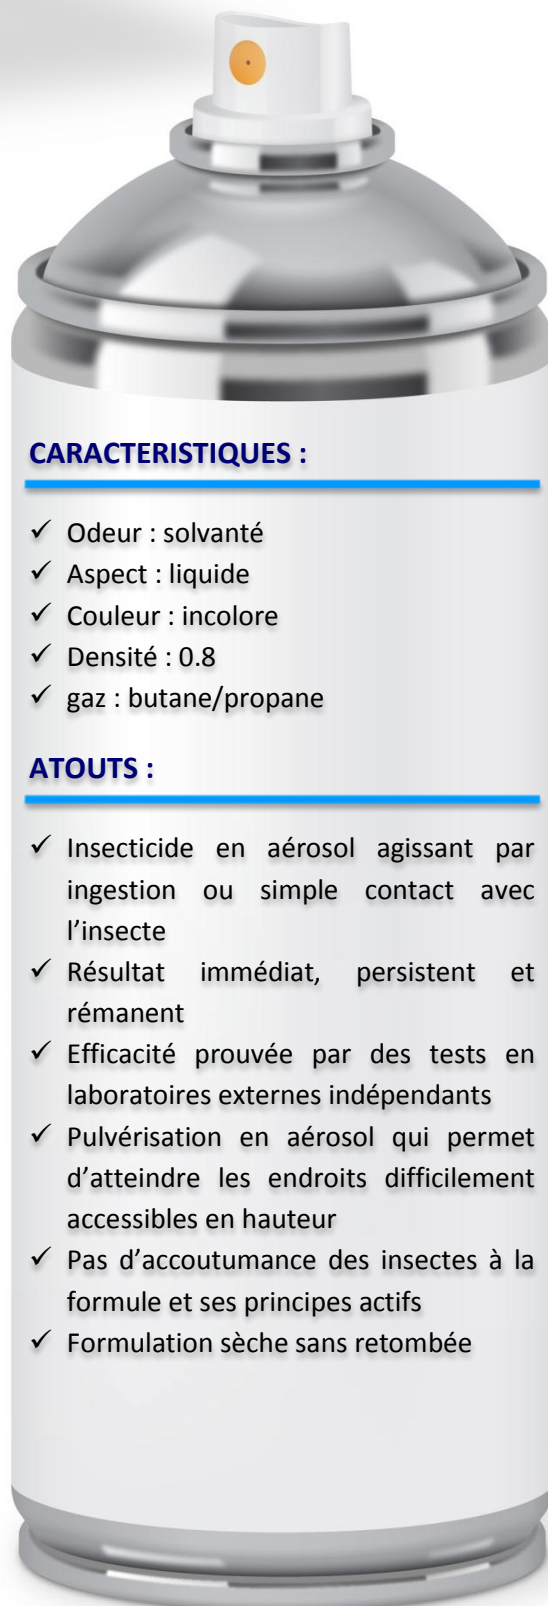 CARACTERISTIQUES :
✓ Odeur : solvanté
✓ Aspect : liquide
✓ Couleur : incolore
✓ Densité : 0.8
✓ gaz : butane/propane
ATOUTS :
✓ Insecticide en aérosol agissant par
ingestion ou simple contact avec
l’insecte
✓ Résultat immédiat, persistent et
rémanent
✓ Efficacité prouvée par des tests en
laboratoires externes indépendants
✓ Pulvérisation en aérosol qui permet
d’atteindre les endroits difficilement
accessibles en hauteur
✓ Pas d’accoutumance des insectes à la
formule et ses principes actifs
✓ Formulation sèche sans retombée